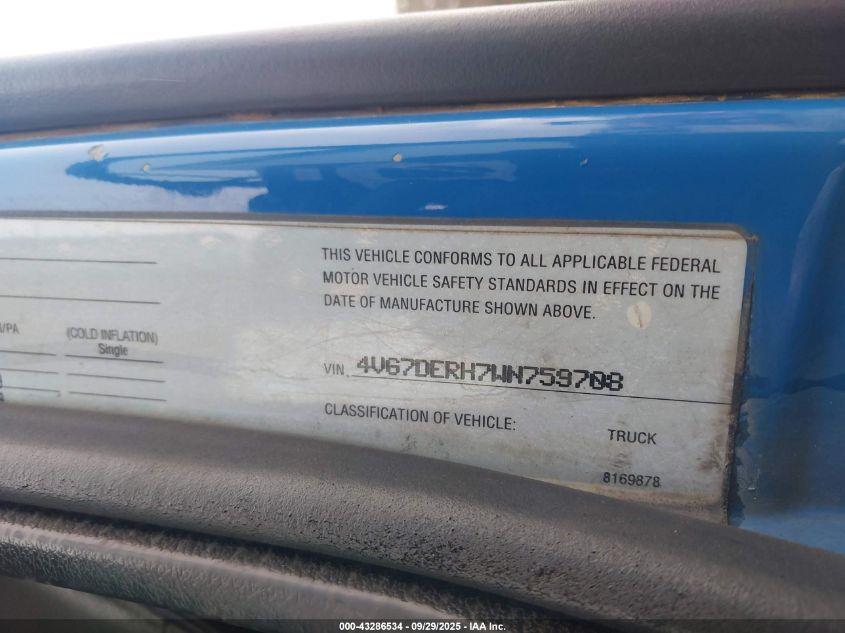 THIS VEHICLE CONFORMS TO ALL APPLICABLE FEDERAL
MOTOR VEHICLE SAFETY STANDARDS IN EFFECT ON THE
DATE OF MANUFACTURE SHOWN ABOVE.
/PA
(COLD INFLATION)
Single
VIN. 4V67DERH7WN759708
CLASSIFICATION OF VEHICLE:
TRUCK
8169878
000-43286534 - 09/29/2025 - IAA Inc.